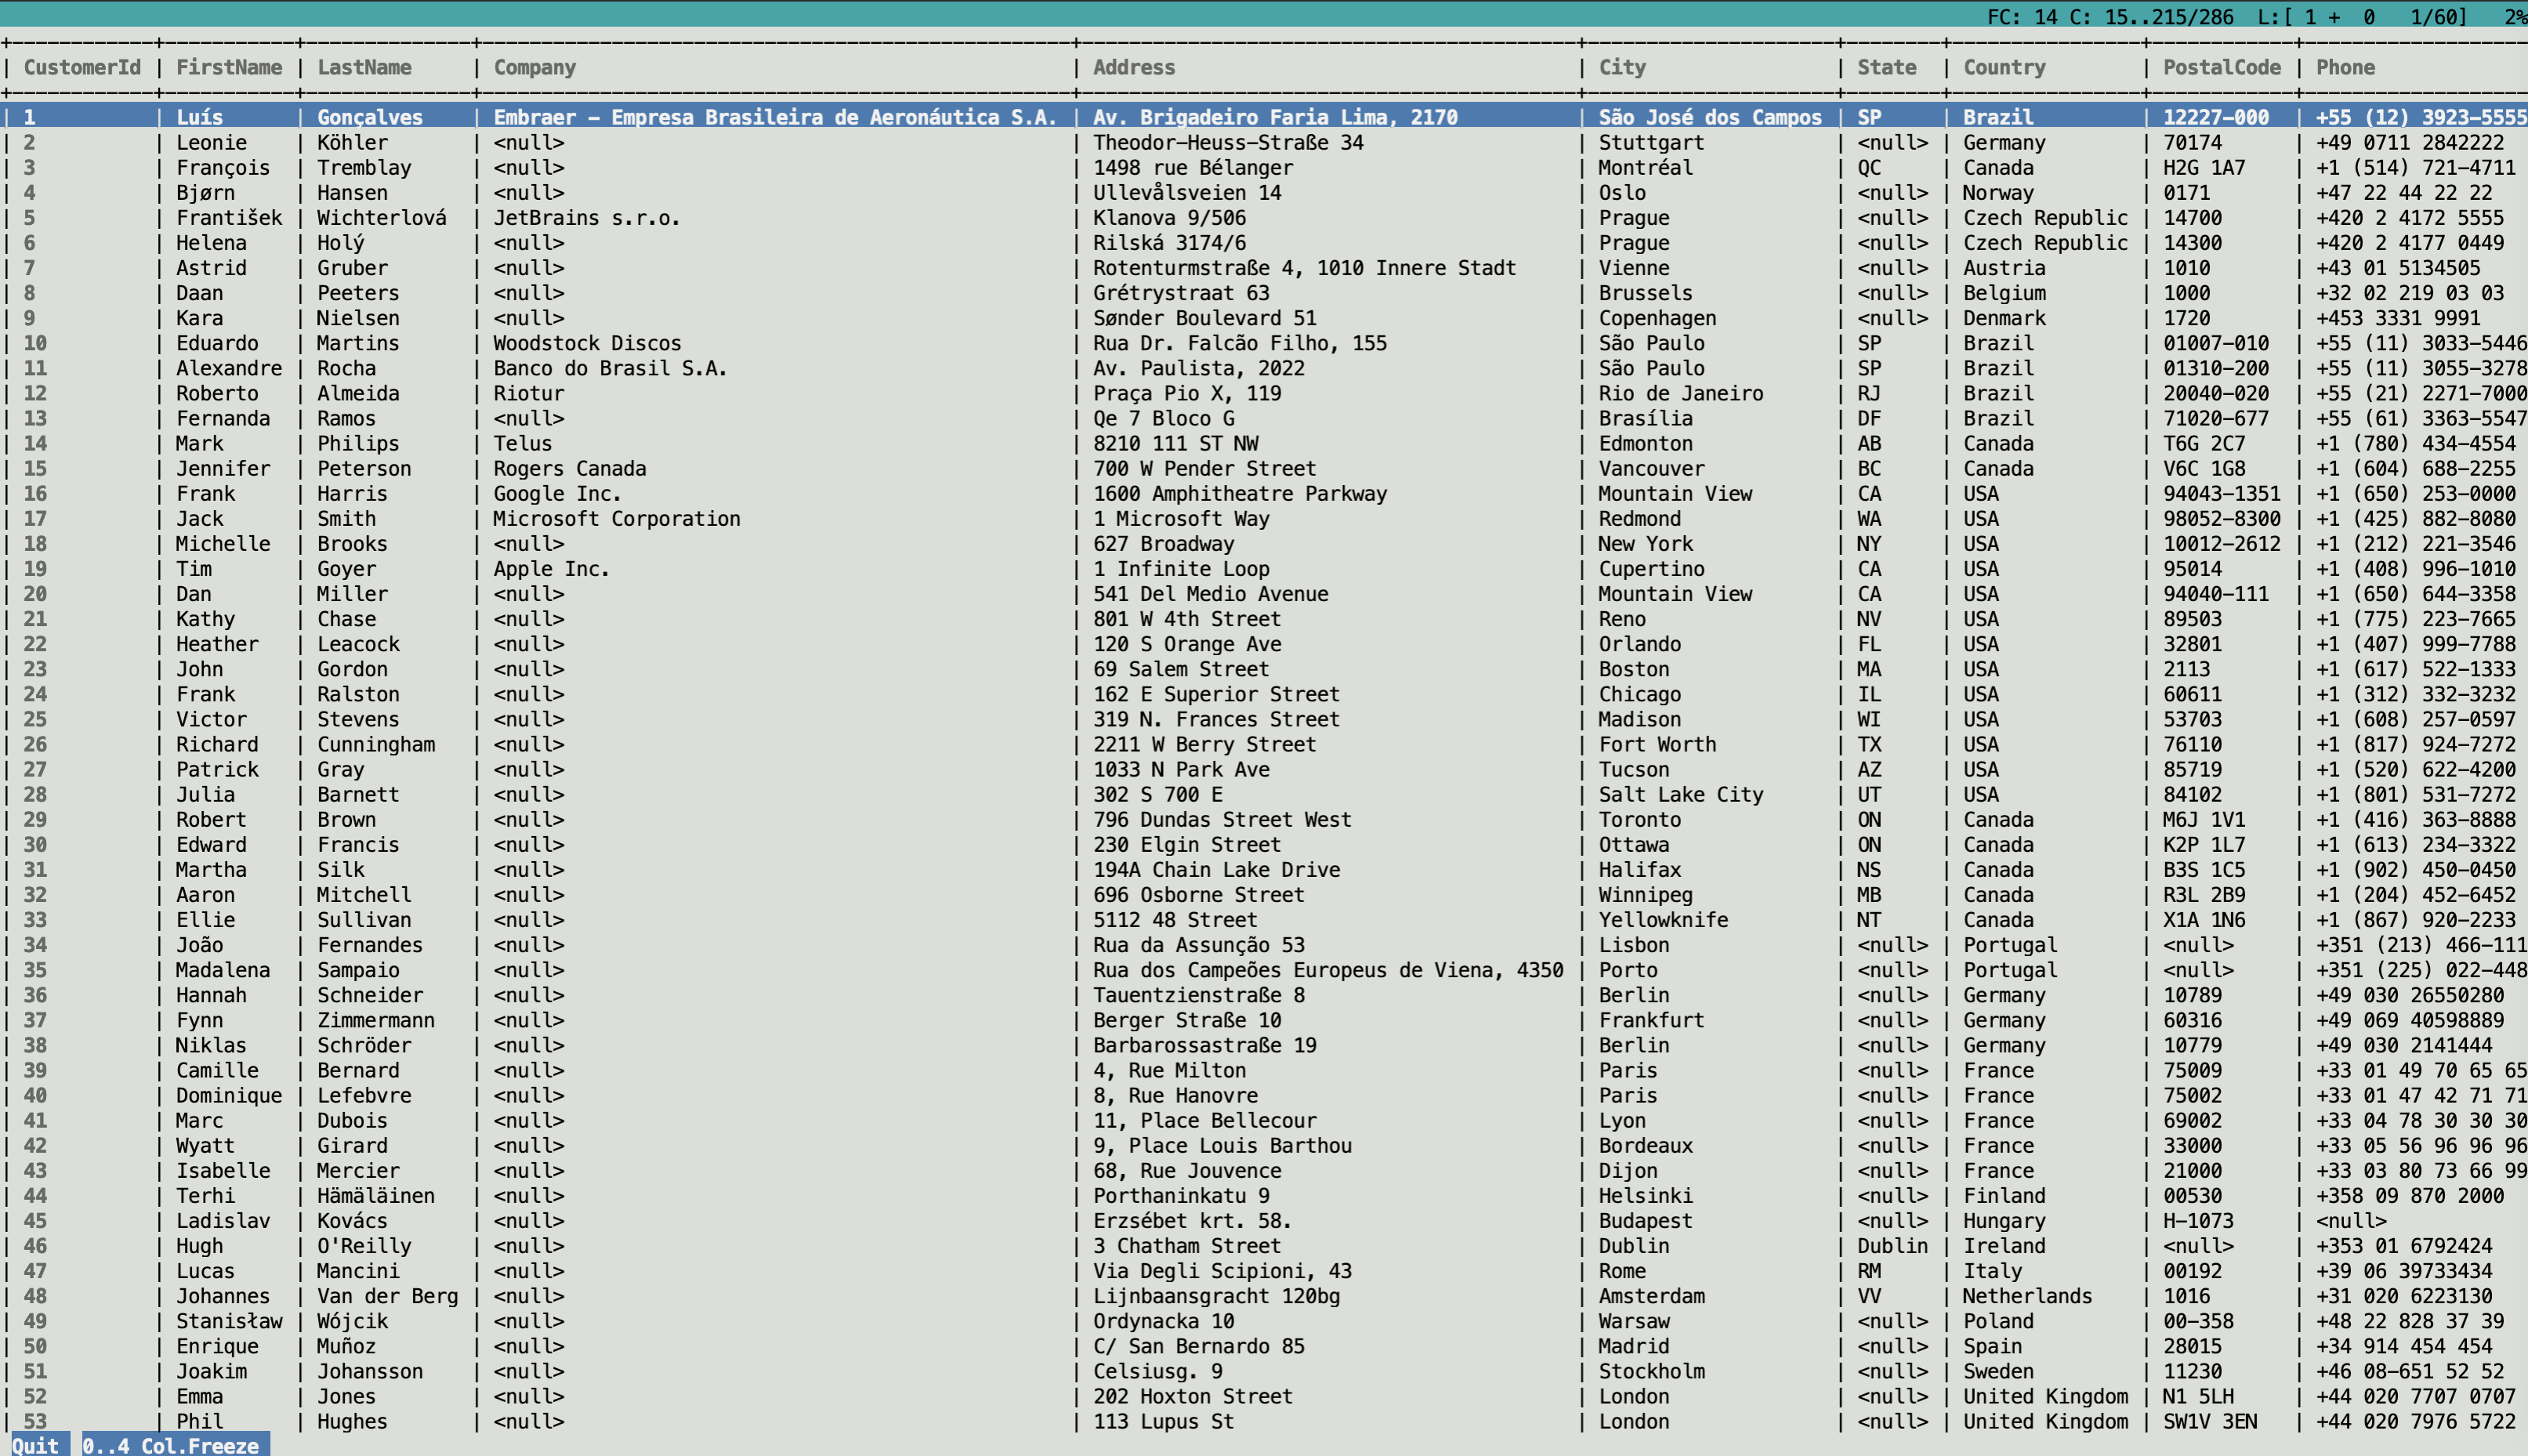 FC: 14 C: 15..215/286 L:[ 1 + 0 1/60] 2%
| CustomerId | FirstName | LastName | Company | Address | City | State | Country | PostalCode | Phone
| 1 | Luís | Gonçalves | Embraer – Empresa Brasileira de Aeronáutica S.A. | Av. Brigadeiro Faria Lima, 2170 | São José dos Campos | SP | Brazil | 12227–000 | +55 (12) 3923–5555
| 2 | Leonie | Köhler | <null> | Theodor–Heuss–Straße 34 | Stuttgart | <null> | Germany | 70174 | +49 0711 2842222
| 3 | François | Tremblay | <null> | 1498 rue Bélanger | Montréal | QC | Canada | H2G 1A7 | +1 (514) 721–4711
| 4 | Bjørn | Hansen | <null> | Ullevålsveien 14 | Oslo | <null> | Norway | 0171 | +47 22 44 22 22
| 5 | František | Wichterlová | JetBrains s.r.o. | Klanova 9/506 | Prague | <null> | Czech Republic | 14700 | +420 2 4172 5555
| 6 | Helena | Holý | <null> | Rilská 3174/6 | Prague | <null> | Czech Republic | 14300 | +420 2 4177 0449
| 7 | Astrid | Gruber | <null> | Rotenturmstraße 4, 1010 Innere Stadt | Vienne | <null> | Austria | 1010 | +43 01 5134505
| 8 | Daan | Peeters | <null> | Grétrystraat 63 | Brussels | <null> | Belgium | 1000 | +32 02 219 03 03
| 9 | Kara | Nielsen | <null> | Sønder Boulevard 51 | Copenhagen | <null> | Denmark | 1720 | +453 3331 9991
| 10 | Eduardo | Martins | Woodstock Discos | Rua Dr. Falcão Filho, 155 | São Paulo | SP | Brazil | 01007–010 | +55 (11) 3033–5446
| 11 | Alexandre | Rocha | Banco do Brasil S.A. | Av. Paulista, 2022 | São Paulo | SP | Brazil | 01310–200 | +55 (11) 3055–3278
| 12 | Roberto | Almeida | Riotur | Praça Pio X, 119 | Rio de Janeiro | RJ | Brazil | 20040–020 | +55 (21) 2271–7000
| 13 | Fernanda | Ramos | <null> | Qe 7 Bloco G | Brasília | DF | Brazil | 71020–677 | +55 (61) 3363–5547
| 14 | Mark | Philips | Telus | 8210 111 ST NW | Edmonton | AB | Canada | T6G 2C7 | +1 (780) 434–4554
| 15 | Jennifer | Peterson | Rogers Canada | 700 W Pender Street | Vancouver | BC | Canada | V6C 1G8 | +1 (604) 688–2255
| 16 | Frank | Harris | Google Inc. | 1600 Amphitheatre Parkway | Mountain View | CA | USA | 94043–1351 | +1 (650) 253–0000
| 17 | Jack | Smith | Microsoft Corporation | 1 Microsoft Way | Redmond | WA | USA | 98052–8300 | +1 (425) 882–8080
| 18 | Michelle | Brooks | <null> | 627 Broadway | New York | NY | USA | 10012–2612 | +1 (212) 221–3546
| 19 | Tim | Goyer | Apple Inc. | 1 Infinite Loop | Cupertino | CA | USA | 95014 | +1 (408) 996–1010
| 20 | Dan | Miller | <null> | 541 Del Medio Avenue | Mountain View | CA | USA | 94040–111 | +1 (650) 644–3358
| 21 | Kathy | Chase | <null> | 801 W 4th Street | Reno | NV | USA | 89503 | +1 (775) 223–7665
| 22 | Heather | Leacock | <null> | 120 S Orange Ave | Orlando | FL | USA | 32801 | +1 (407) 999–7788
| 23 | John | Gordon | <null> | 69 Salem Street | Boston | MA | USA | 2113 | +1 (617) 522–1333
| 24 | Frank | Ralston | <null> | 162 E Superior Street | Chicago | IL | USA | 60611 | +1 (312) 332–3232
| 25 | Victor | Stevens | <null> | 319 N. Frances Street | Madison | WI | USA | 53703 | +1 (608) 257–0597
| 26 | Richard | Cunningham | <null> | 2211 W Berry Street | Fort Worth | TX | USA | 76110 | +1 (817) 924–7272
| 27 | Patrick | Gray | <null> | 1033 N Park Ave | Tucson | AZ | USA | 85719 | +1 (520) 622–4200
| 28 | Julia | Barnett | <null> | 302 S 700 E | Salt Lake City | UT | USA | 84102 | +1 (801) 531–7272
| 29 | Robert | Brown | <null> | 796 Dundas Street West | Toronto | ON | Canada | M6J 1V1 | +1 (416) 363–8888
| 30 | Edward | Francis | <null> | 230 Elgin Street | Ottawa | ON | Canada | K2P 1L7 | +1 (613) 234–3322
| 31 | Martha | Silk | <null> | 194A Chain Lake Drive | Halifax | NS | Canada | B3S 1C5 | +1 (902) 450–0450
| 32 | Aaron | Mitchell | <null> | 696 Osborne Street | Winnipeg | MB | Canada | R3L 2B9 | +1 (204) 452–6452
| 33 | Ellie | Sullivan | <null> | 5112 48 Street | Yellowknife | NT | Canada | X1A 1N6 | +1 (867) 920–2233
| 34 | João | Fernandes | <null> | Rua da Assunção 53 | Lisbon | <null> | Portugal | <null> | +351 (213) 466–111
| 35 | Madalena | Sampaio | <null> | Rua dos Campeões Europeus de Viena, 4350 | Porto | <null> | Portugal | <null> | +351 (225) 022–448
| 36 | Hannah | Schneider | <null> | Tauentzienstraße 8 | Berlin | <null> | Germany | 10789 | +49 030 26550280
| 37 | Fynn | Zimmermann | <null> | Berger Straße 10 | Frankfurt | <null> | Germany | 60316 | +49 069 40598889
| 38 | Niklas | Schröder | <null> | Barbarossastraße 19 | Berlin | <null> | Germany | 10779 | +49 030 2141444
| 39 | Camille | Bernard | <null> | 4, Rue Milton | Paris | <null> | France | 75009 | +33 01 49 70 65 65
| 40 | Dominique | Lefebvre | <null> | 8, Rue Hanovre | Paris | <null> | France | 75002 | +33 01 47 42 71 71
| 41 | Marc | Dubois | <null> | 11, Place Bellecour | Lyon | <null> | France | 69002 | +33 04 78 30 30 30
| 42 | Wyatt | Girard | <null> | 9, Place Louis Barthou | Bordeaux | <null> | France | 33000 | +33 05 56 96 96 96
| 43 | Isabelle | Mercier | <null> | 68, Rue Jouvence | Dijon | <null> | France | 21000 | +33 03 80 73 66 99
| 44 | Terhi | Hämäläinen | <null> | Porthaninkatu 9 | Helsinki | <null> | Finland | 00530 | +358 09 870 2000
| 45 | Ladislav | Kovács | <null> | Erzsébet krt. 58. | Budapest | <null> | Hungary | H–1073 | <null>
| 46 | Hugh | O'Reilly | <null> | 3 Chatham Street | Dublin | Dublin | Ireland | <null> | +353 01 6792424
| 47 | Lucas | Mancini | <null> | Via Degli Scipioni, 43 | Rome | RM | Italy | 00192 | +39 06 39733434
| 48 | Johannes | Van der Berg | <null> | Lijnbaansgracht 120bg | Amsterdam | VV | Netherlands | 1016 | +31 020 6223130
| 49 | Stanisław | Wójcik | <null> | Ordynacka 10 | Warsaw | <null> | Poland | 00–358 | +48 22 828 37 39
| 50 | Enrique | Muñoz | <null> | C/ San Bernardo 85 | Madrid | <null> | Spain | 28015 | +34 914 454 454
| 51 | Joakim | Johansson | <null> | Celsiusg. 9 | Stockholm | <null> | Sweden | 11230 | +46 08–651 52 52
| 52 | Emma | Jones | <null> | 202 Hoxton Street | London | <null> | United Kingdom | N1 5LH | +44 020 7707 0707
| 53 | Phil | Hughes | <null> | 113 Lupus St | London | <null> | United Kingdom | SW1V 3EN | +44 020 7976 5722
Quit 0..4 Col.Freeze